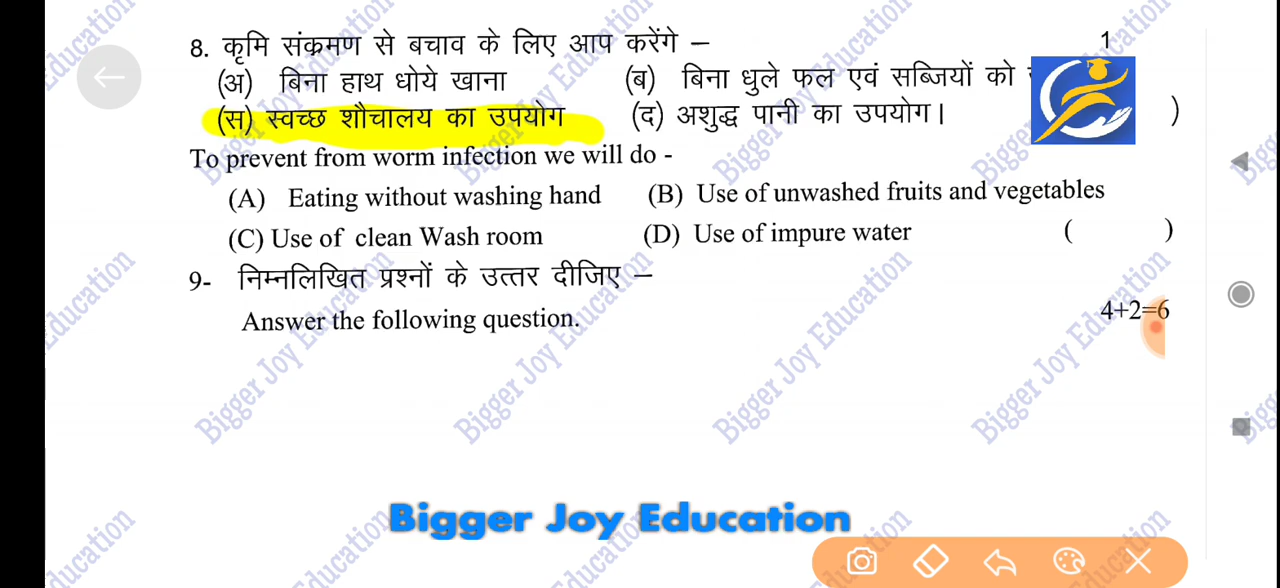 8. कृमि संक्रमण से बचाव के लिए आप करेंगे – 1
(अ) बिना हाथ धोये खाना (ब) बिना धुले फल एवं सब्जियों को
(स) स्वच्छ शौचालय का उपयोग (द) अशुद्ध पानी का उपयोग। )
To prevent from worm infection we will do -
(A) Eating without washing hand (B) Use of unwashed fruits and vegetables
(C) Use of clean Wash room (D) Use of impure water ( )
9- निम्नलिखित प्रश्नों के उत्तर दीजिए –
4+2=6
Answer the following question.
Bigger Joy Education